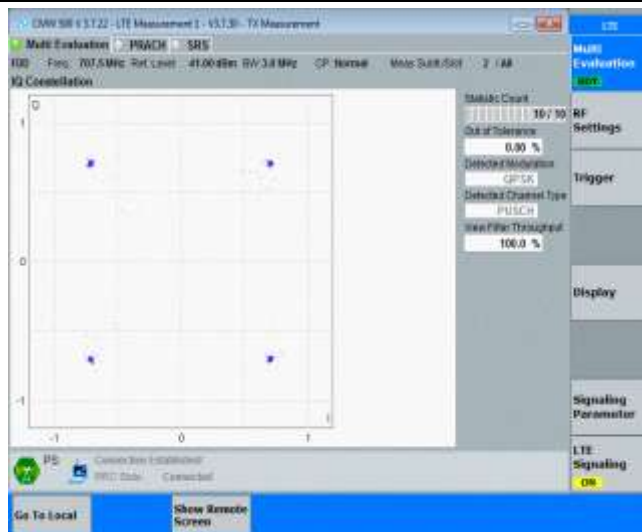 CMW 500 V 3.7.22 - LTE Measurement 1 - V3.7.30 - TX Measurement
LTE
Multi Evaluation PRACH SRS
Multi
Evaluation
RDY
FDD Freq.: 707.5 MHz Ref. Level: 41.00 dBm BW: 3.0 MHz CP: Normal Meas Subfr./Slot 2 / All
IQ Constellation
Statistic Count
10 / 10
RF
Settings
Out of Tolerance
0.00 %
Detected Modulation
QPSK
Trigger
Detected Channel Type
PUSCH
View Filter Throughput
100.0 %
Q
1
0
-1
I
-1 0 1
Display
Signaling
Parameter
PS
Connection Established
RRC State Connected
LTE
Signaling
ON
Go To Local
Show Remote
Screen